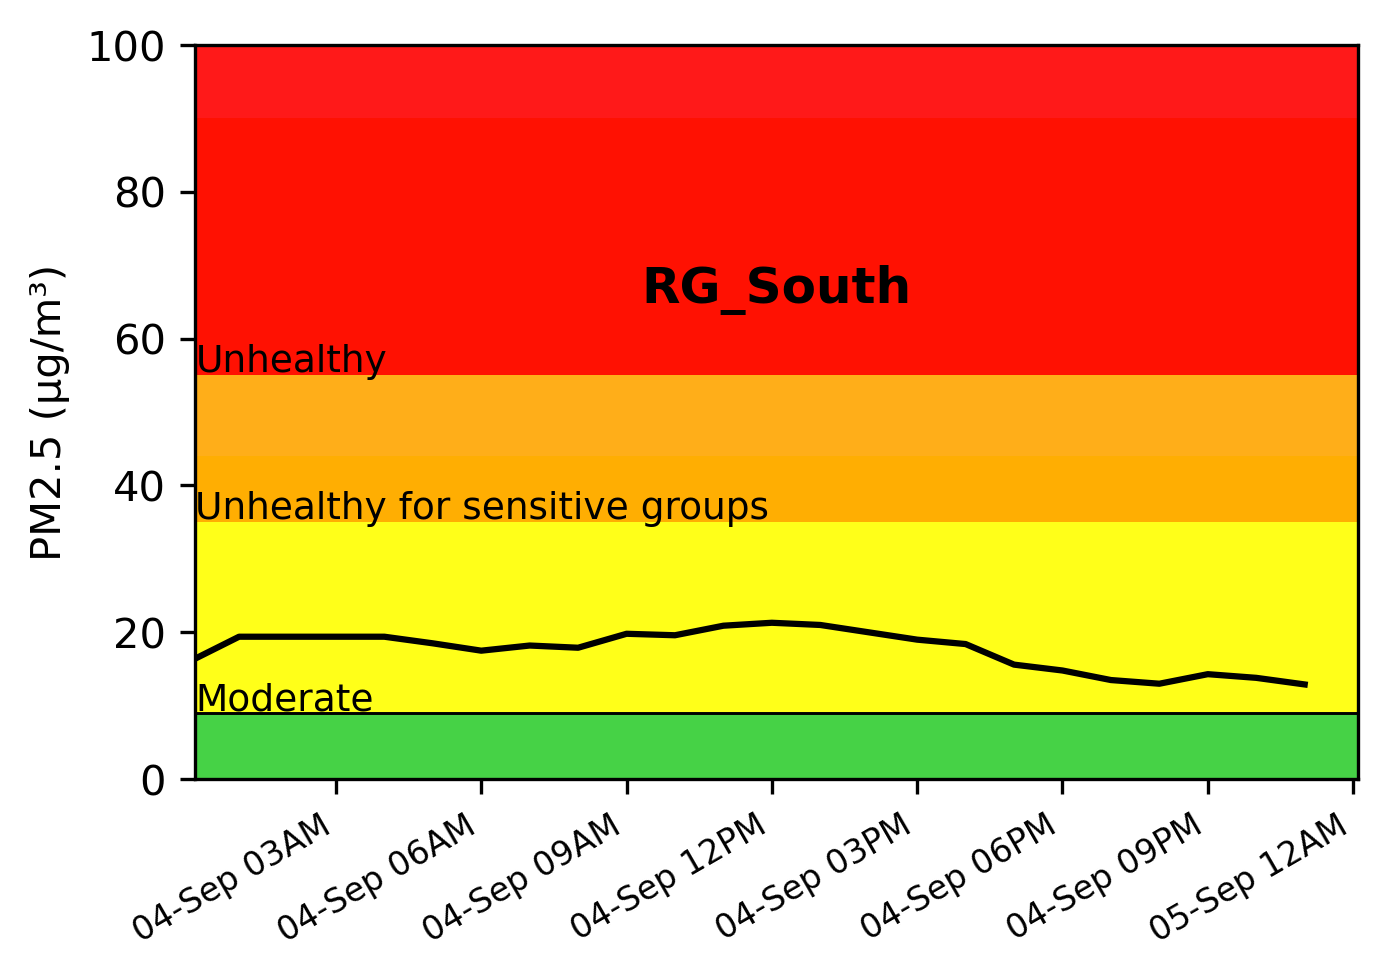 100
80
60
40
20
0
PM2.5 (µg/m³)
RG_South
Unhealthy
Unhealthy for sensitive groups
Moderate
04-Sep 03AM
04-Sep 06AM
04-Sep 09AM
04-Sep 12PM
04-Sep 03PM
04-Sep 06PM
04-Sep 09PM
05-Sep 12AM